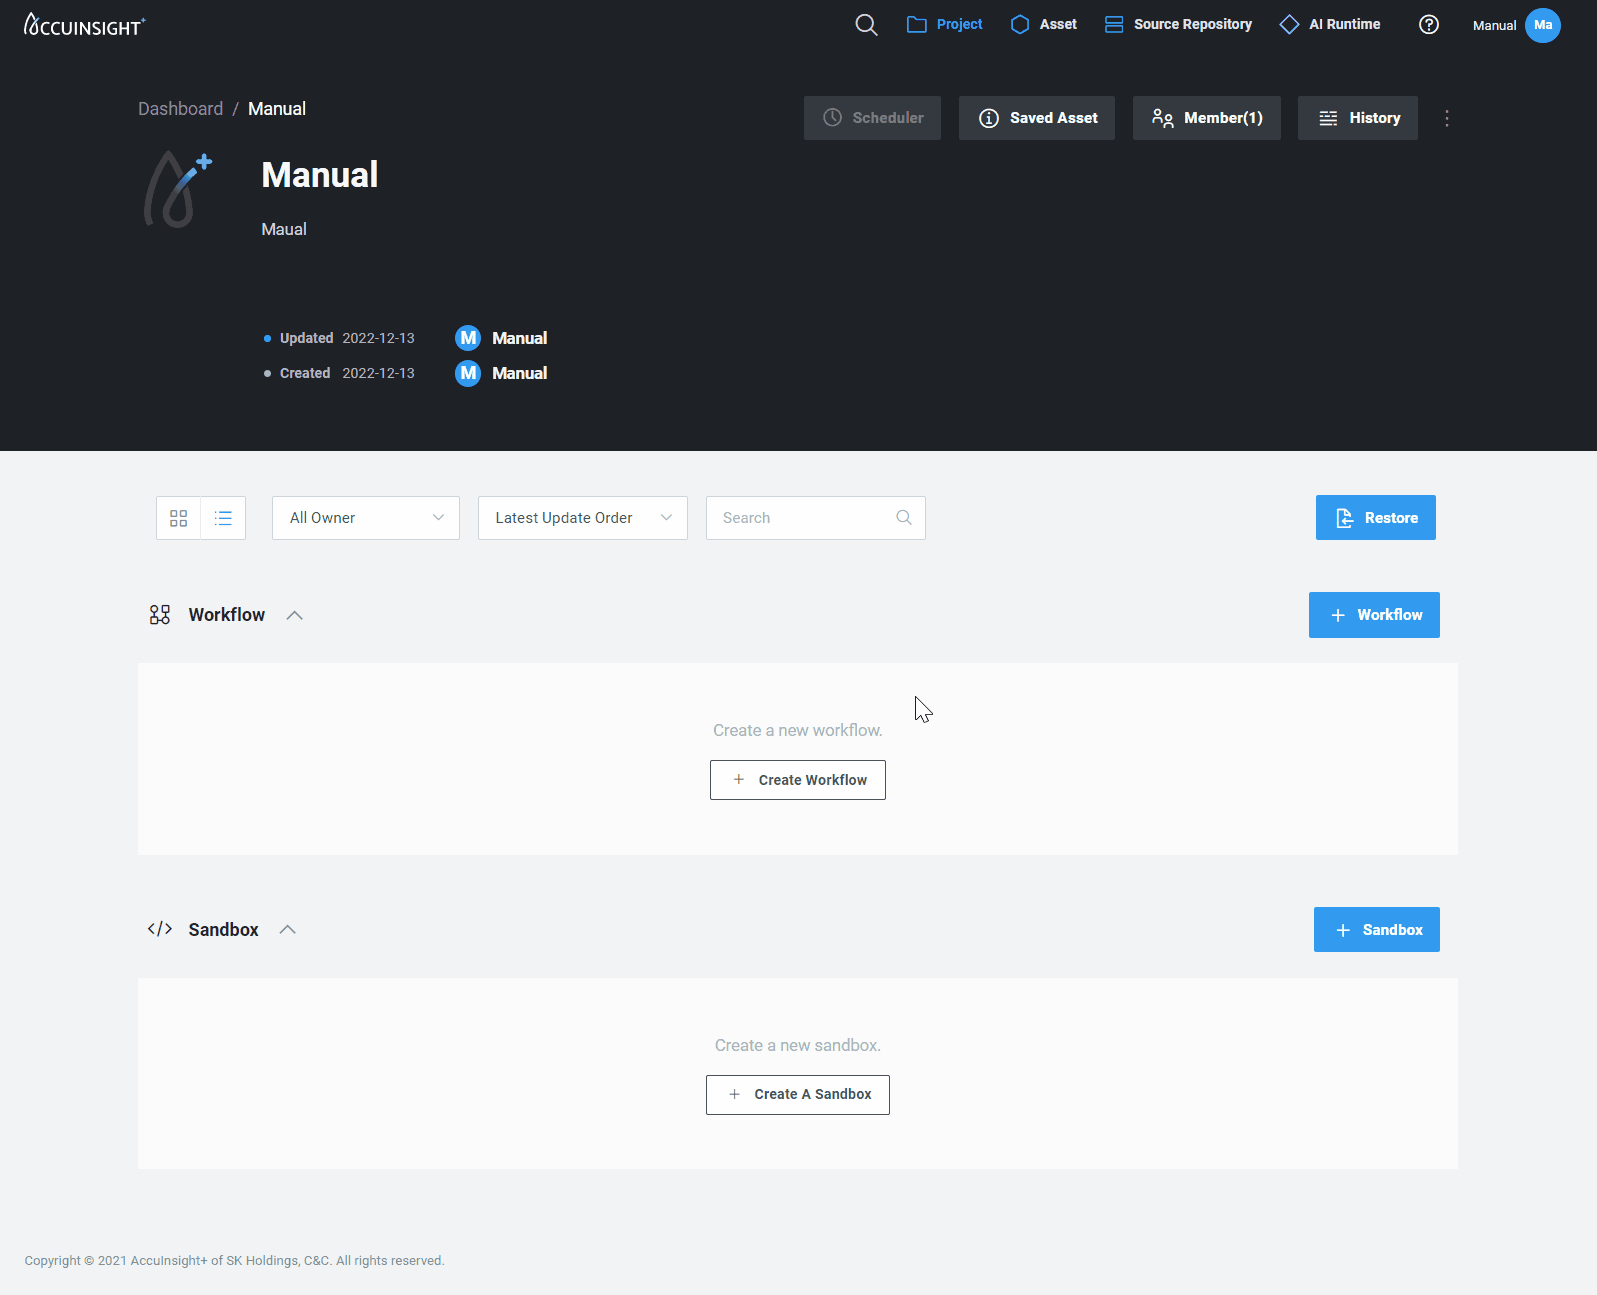 ACCUINSIGHT+
Project
Asset
Source Repository
AI Runtime
Manual
Ma
Dashboard / Manual
Scheduler
Saved Asset
Member(1)
History
Manual
Maual
Updated 2022-12-13 M Manual
Created 2022-12-13 M Manual
All Owner
Latest Update Order
Search
Restore
Workflow
+ Workflow
Create a new workflow.
+ Create Workflow
</> Sandbox
+ Sandbox
Create a new sandbox.
+ Create A Sandbox
Copyright © 2021 AccuInsight+ of SK Holdings, C&C. All rights reserved.